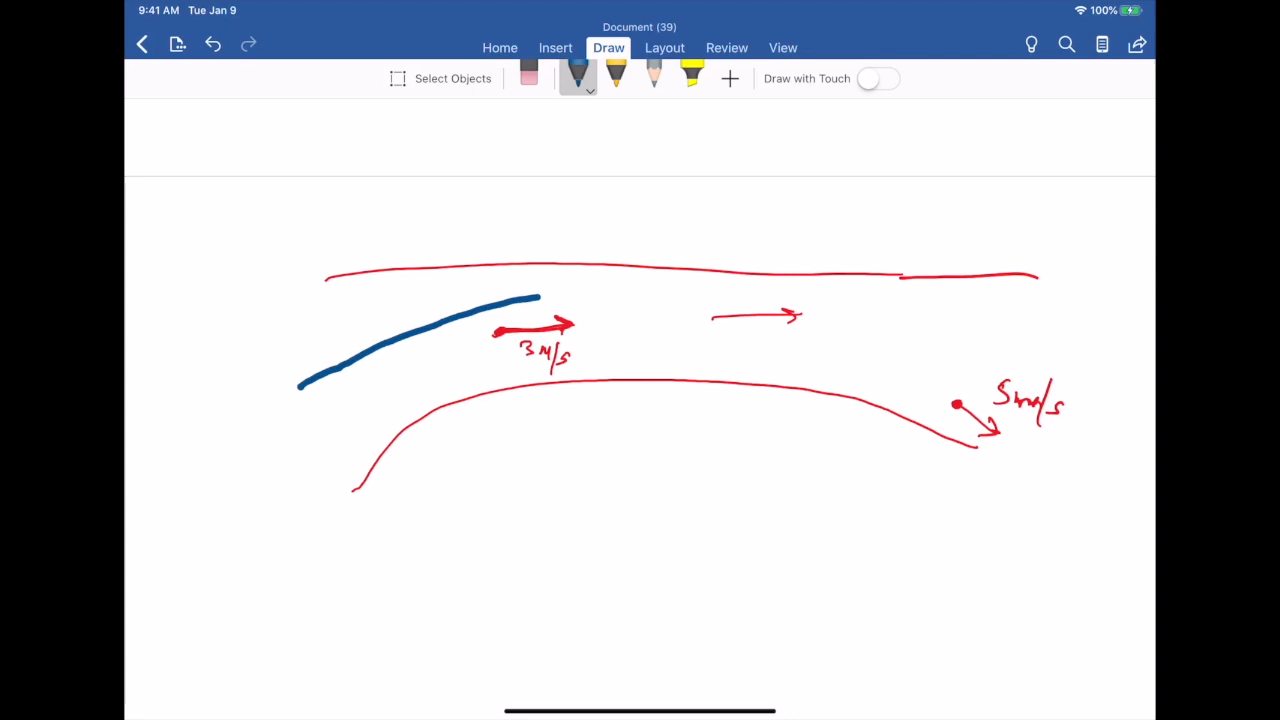 9:41 AM Tue Jan 9
100%
Document (39)
Home Insert Draw Layout Review View
Select Objects
Draw with Touch
3 m/s
5 m/s